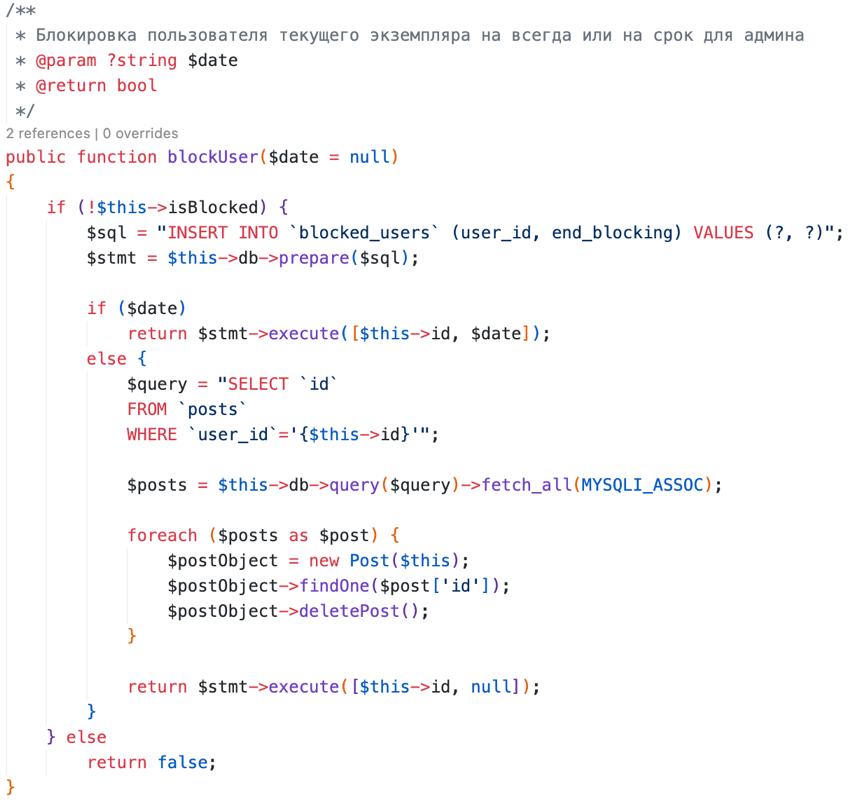 /**
 * Блокировка пользователя текущего экземпляра на всегда или на срок для админа
 * @param ?string $date
 * @return bool
 */
2 references | 0 overrides
public function blockUser($date = null)
{
    if (!$this->isBlocked) {
        $sql = "INSERT INTO `blocked_users` (user_id, end_blocking) VALUES (?, ?)";
        $stmt = $this->db->prepare($sql);

        if ($date)
            return $stmt->execute([$this->id, $date]);
        else {
            $query = "SELECT `id`
            FROM `posts`
            WHERE `user_id`='{$this->id}'";

            $posts = $this->db->query($query)->fetch_all(MYSQLI_ASSOC);

            foreach ($posts as $post) {
                $postObject = new Post($this);
                $postObject->findOne($post['id']);
                $postObject->deletePost();
            }

            return $stmt->execute([$this->id, null]);
        }
    } else
        return false;
}